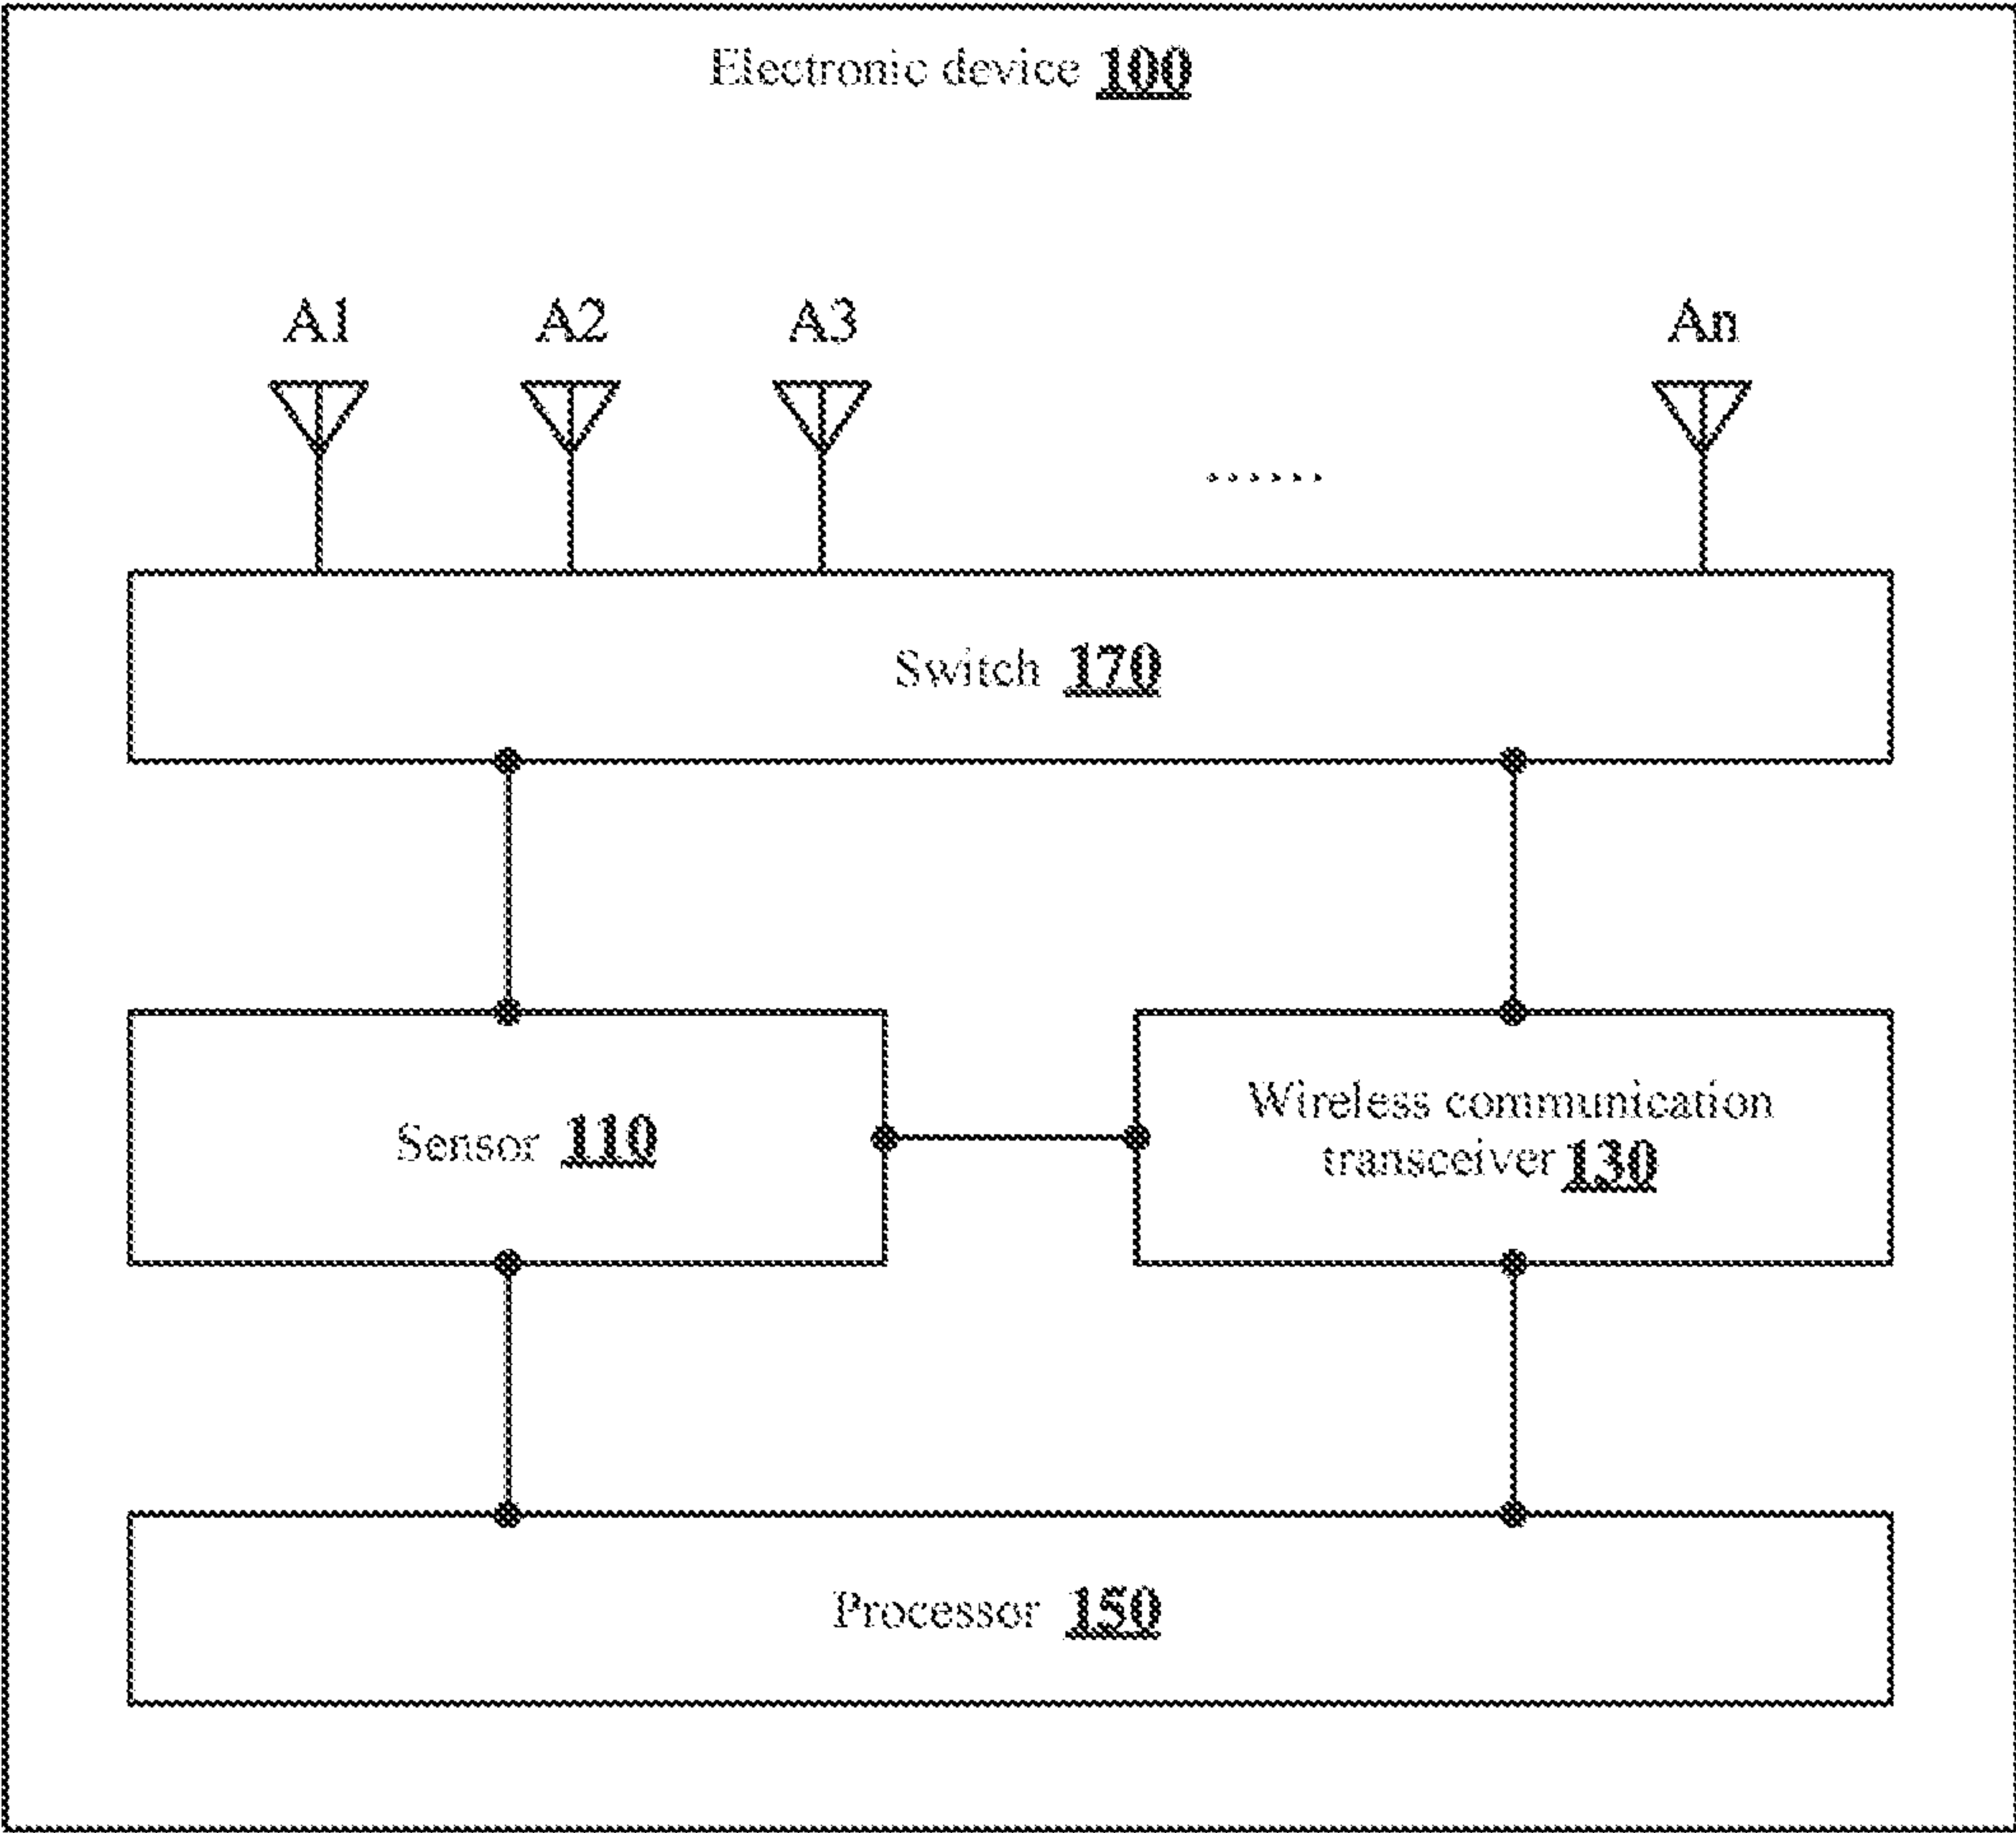 Electronic device 100
A1 A2 A3 An
......
Switch 170
Sensor 110
Wireless communication
transceiver 130
Processor 150